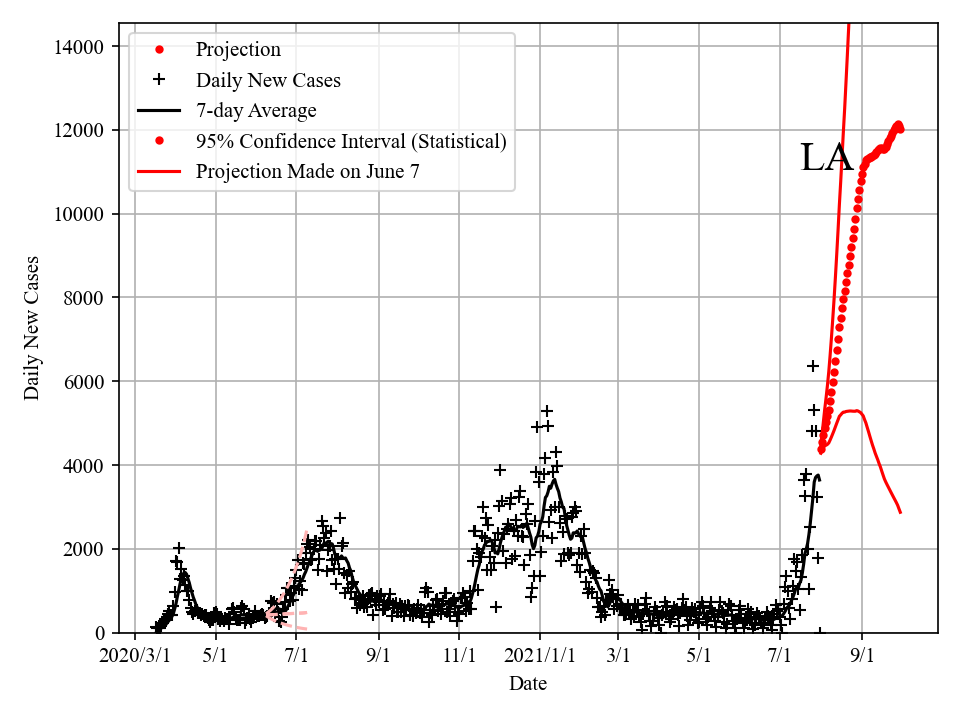 14000
12000
10000
8000
6000
4000
2000
0
Daily New Cases
Projection
Daily New Cases
7-day Average
95% Confidence Interval (Statistical)
Projection Made on June 7
LA
2020/3/1 5/1 7/1 9/1 11/1 2021/1/1 3/1 5/1 7/1 9/1
Date